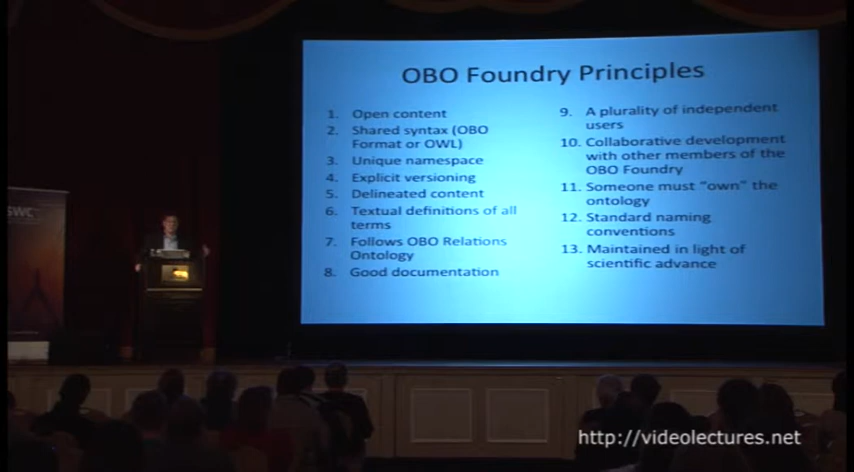 OBO Foundry Principles
1. Open content
2. Shared syntax (OBO
Format or OWL)
3. Unique namespace
4. Explicit versioning
5. Delineated content
6. Textual definitions of all
terms
7. Follows OBO Relations
Ontology
8. Good documentation
9. A plurality of independent
users
10. Collaborative development
with other members of the
OBO Foundry
11. Someone must "own" the
ontology
12. Standard naming
conventions
13. Maintained in light of
scientific advance
SWC
http://videolectures.net